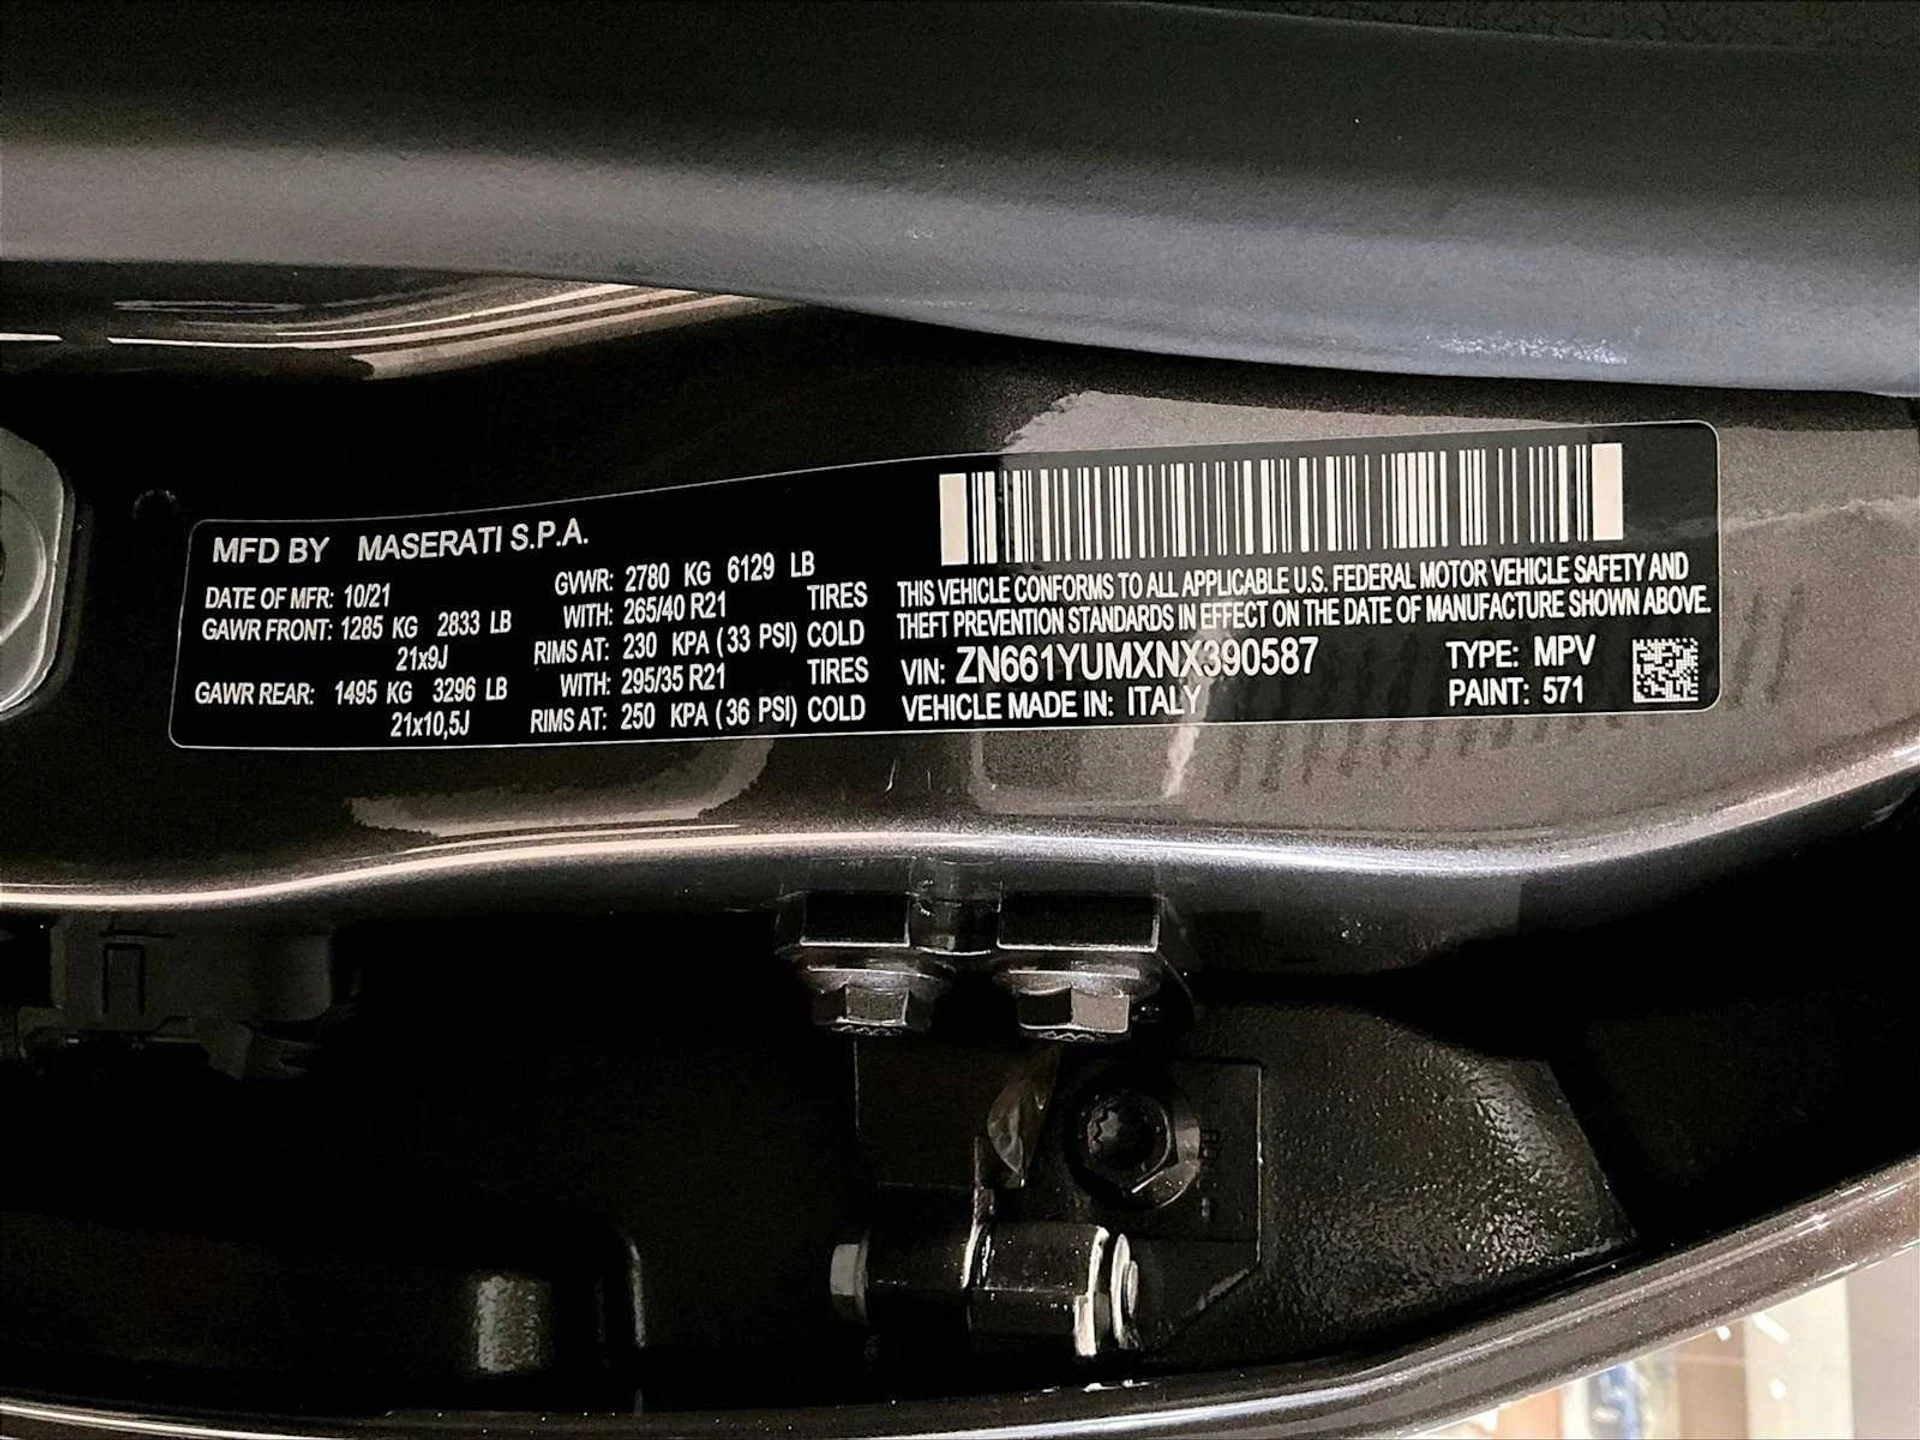 MFD BY MASERATI S.P.A.
DATE OF MFR: 10/21 GVWR: 2780 KG 6129 LB
GAWR FRONT: 1285 KG 2833 LB WITH: 265/40 R21 TIRES
21x9J RIMS AT: 230 KPA (33 PSI) COLD
GAWR REAR: 1495 KG 3296 LB WITH: 295/35 R21 TIRES
21x10,5J RIMS AT: 250 KPA (36 PSI) COLD
THIS VEHICLE CONFORMS TO ALL APPLICABLE U.S. FEDERAL MOTOR VEHICLE SAFETY AND
THEFT PREVENTION STANDARDS IN EFFECT ON THE DATE OF MANUFACTURE SHOWN ABOVE.
VIN: ZN661YUMXNX390587 TYPE: MPV
VEHICLE MADE IN: ITALY PAINT: 571